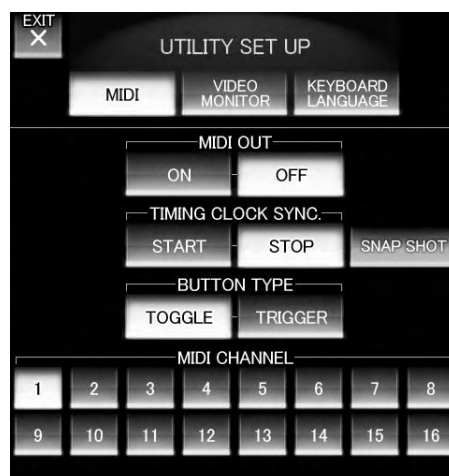 EXIT
×
UTILITY SET UP
MIDI
VIDEO MONITOR
KEYBOARD LANGUAGE
MIDI OUT
ON OFF
TIMING CLOCK SYNC.
START STOP SNAP SHOT
BUTTON TYPE
TOGGLE TRIGGER
MIDI CHANNEL
1 2 3 4 5 6 7 8
9 10 11 12 13 14 15 16